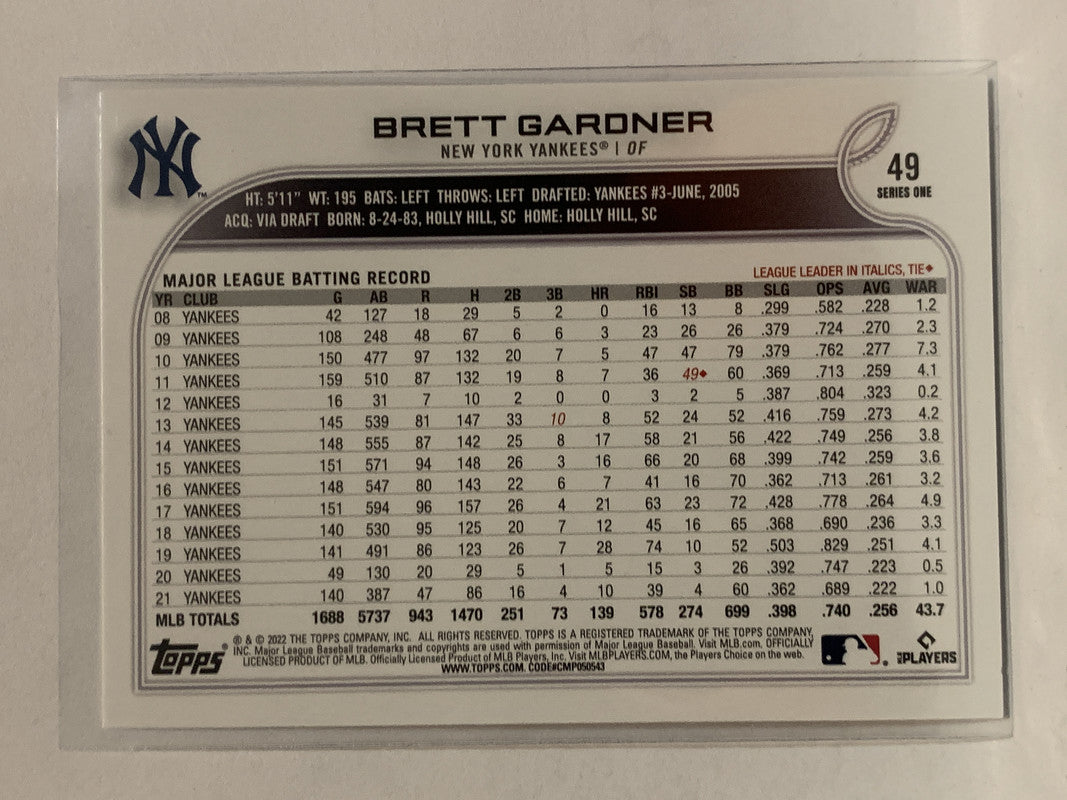 NY ™
BRETT GARDNER
NEW YORK YANKEES® | OF
49
SERIES ONE
HT: 5'11" WT: 195 BATS: LEFT THROWS: LEFT DRAFTED: YANKEES #3-JUNE, 2005
ACQ: VIA DRAFT BORN: 8-24-83, HOLLY HILL, SC HOME: HOLLY HILL, SC
LEAGUE LEADER IN ITALICS, TIE◆
MAJOR LEAGUE BATTING RECORD
YR CLUB G AB R H 2B 3B HR RBI SB BB SLG OPS AVG WAR
08 YANKEES 42 127 18 29 5 2 0 16 13 8 .299 .582 .228 1.2
09 YANKEES 108 248 48 67 6 6 3 23 26 26 .379 .724 .270 2.3
10 YANKEES 150 477 97 132 20 7 5 47 47 79 .379 .762 .277 7.3
11 YANKEES 159 510 87 132 19 8 7 36 49◆ 60 .369 .713 .259 4.1
12 YANKEES 16 31 7 10 2 0 0 3 2 5 .387 .804 .323 0.2
13 YANKEES 145 539 81 147 33 10 8 52 24 52 .416 .759 .273 4.2
14 YANKEES 148 555 87 142 25 8 17 58 21 56 .422 .749 .256 3.8
15 YANKEES 151 571 94 148 26 3 16 66 20 68 .399 .742 .259 3.6
16 YANKEES 148 547 80 143 22 6 7 41 16 70 .362 .713 .261 3.2
17 YANKEES 151 594 96 157 26 4 21 63 23 72 .428 .778 .264 4.9
18 YANKEES 140 530 95 125 20 7 12 45 16 65 .368 .690 .236 3.3
19 YANKEES 141 491 86 123 26 7 28 74 10 52 .503 .829 .251 4.1
20 YANKEES 49 130 20 29 5 1 5 15 3 26 .392 .747 .223 0.5
21 YANKEES 140 387 47 86 16 4 10 39 4 60 .362 .689 .222 1.0
MLB TOTALS 1688 5737 943 1470 251 73 139 578 274 699 .398 .740 .256 43.7
Topps®
® & © 2022 THE TOPPS COMPANY, INC. ALL RIGHTS RESERVED. TOPPS IS A REGISTERED TRADEMARK OF THE TOPPS COMPANY,
INC. Major League Baseball trademarks and copyrights are used with permission of Major League Baseball. Visit MLB.com. OFFICIALLY
LICENSED PRODUCT OF MLB. Officially Licensed Product of MLB Players, Inc. Visit MLBPLAYERS.COM, the Players Choice on the web.
WWW.TOPPS.COM. CODE#CMP050543
MLB PLAYERS